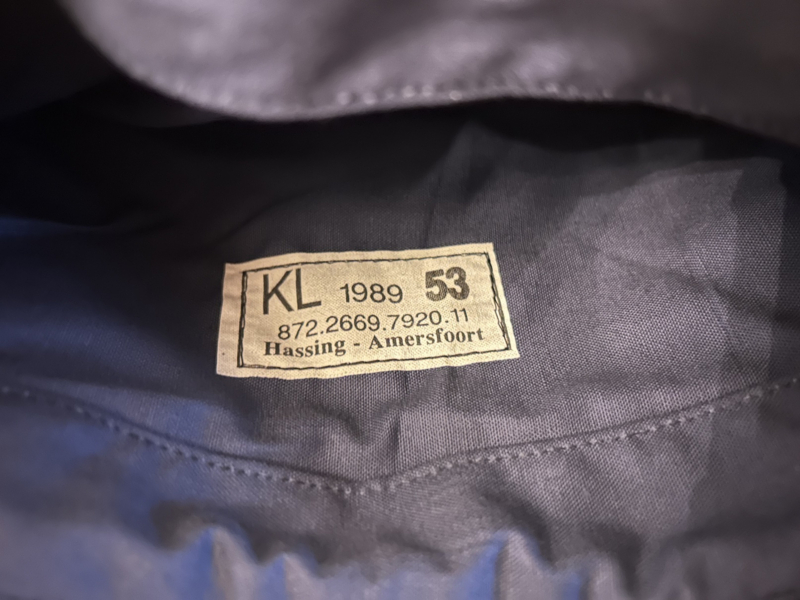 KL 1989 53
872.2669.7920.11
Hassing - Amersfoort